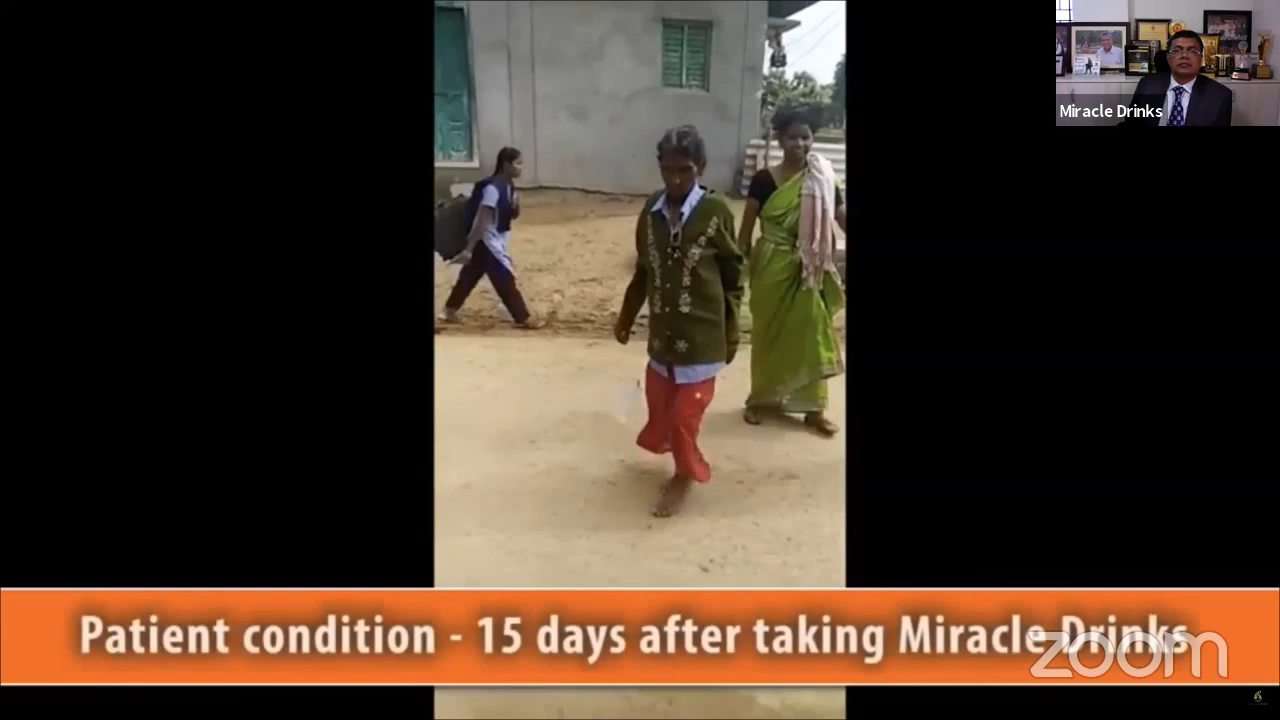 Miracle Drinks
Patient condition - 15 days after taking Miracle Drinks
zoom